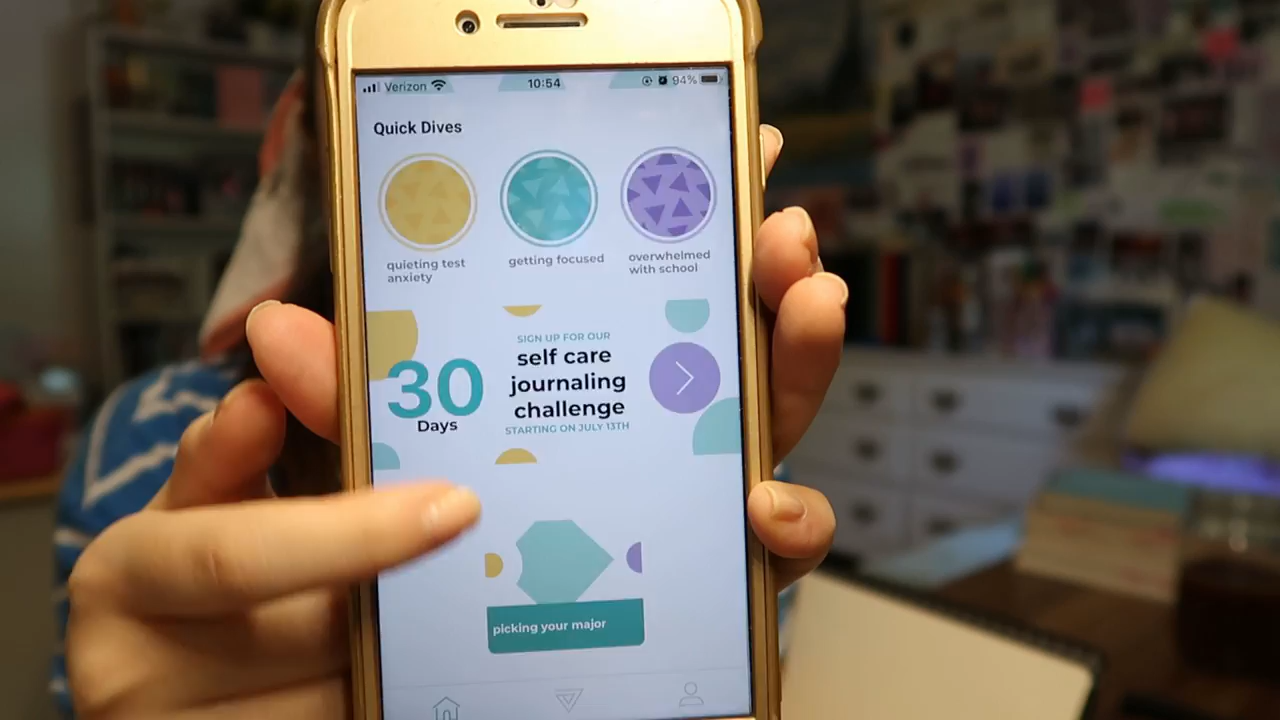 Verizon 10:54 94%
Quick Dives
quieting test
anxiety
getting focused
overwhelmed
with school
30
Days
SIGN UP FOR OUR
self care
journaling
challenge
STARTING ON JULY 13TH
picking your major